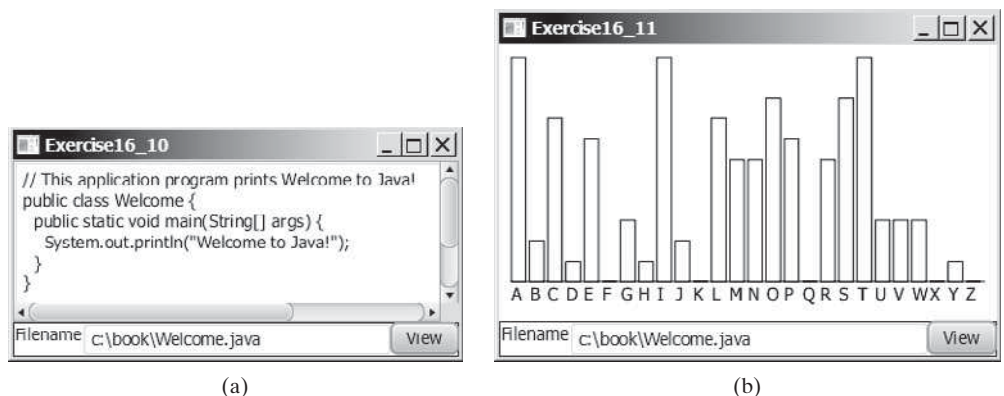 Exercise16_10
// This application program prints Welcome to Java!
public class Welcome {
public static void main(String[] args) {
System.out.println("Welcome to Java!");
}
}
Filename c:\book\Welcome.java View
(a)
Exercise16_11
A B C D E F G H I J K L M N O P Q R S T U V W X Y Z
Filename c:\book\Welcome.java View
(b)